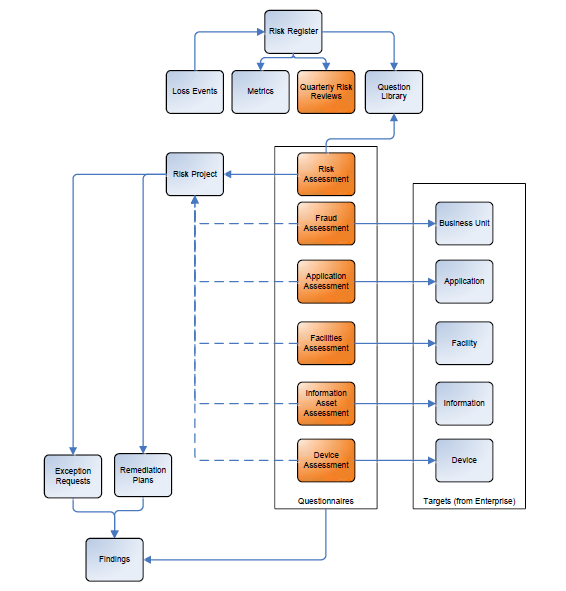 Risk Register
Loss Events
Metrics
Quarterly Risk
Reviews
Question
Library
Risk Project
Risk
Assessment
Fraud
Assessment
Business Unit
Application
Assessment
Application
Facilities
Assessment
Facility
Information
Asset
Assessment
Information
Device
Assessment
Device
Exception
Requests
Remediation
Plans
Questionnaires
Targets (from Enterprise)
Findings